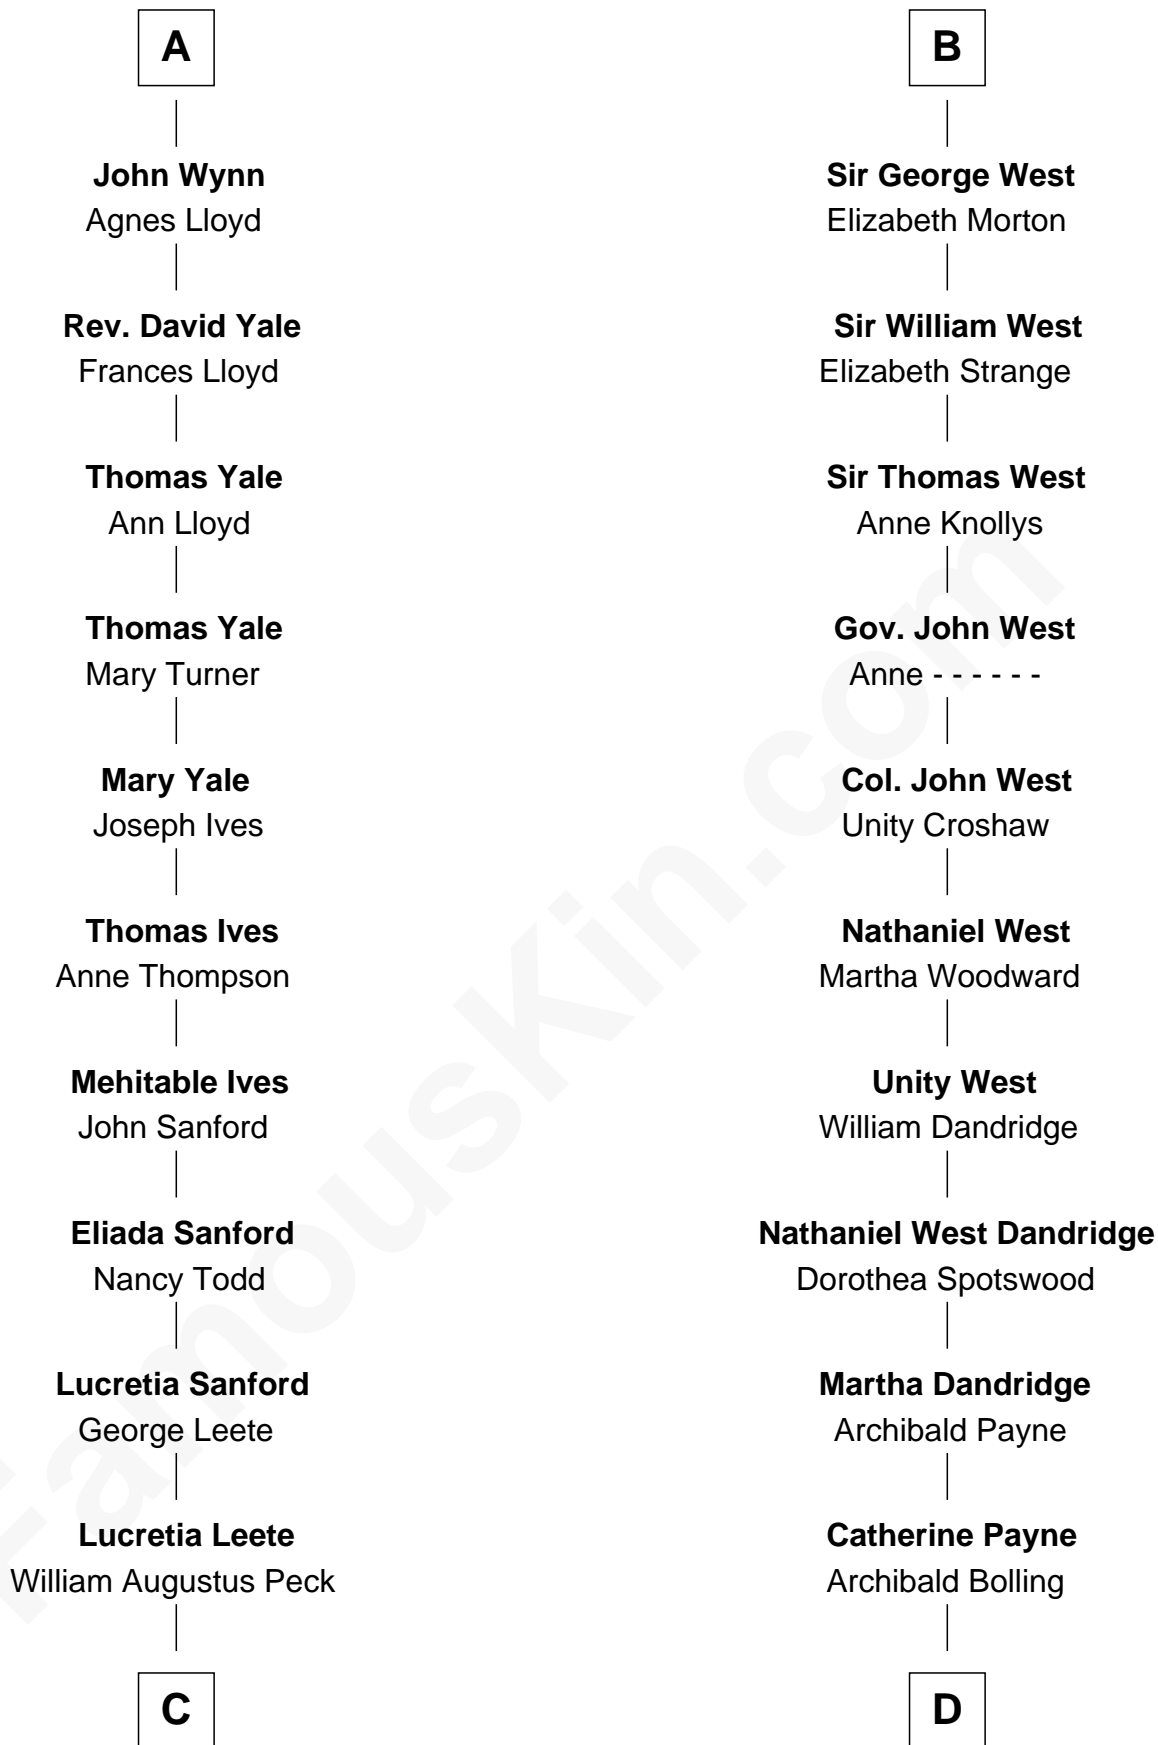 A
John Wynn
Agnes Lloyd
Rev. David Yale
Frances Lloyd
Thomas Yale
Ann Lloyd
Thomas Yale
Mary Turner
Mary Yale
Joseph Ives
Thomas Ives
Anne Thompson
Mehitable Ives
John Sanford
Eliada Sanford
Nancy Todd
Lucretia Sanford
George Leete
Lucretia Leete
William Augustus Peck
C
B
Sir George West
Elizabeth Morton
Sir William West
Elizabeth Strange
Sir Thomas West
Anne Knollys
Gov. John West
Anne - - - - - -
Col. John West
Unity Croshaw
Nathaniel West
Martha Woodward
Unity West
William Dandridge
Nathaniel West Dandridge
Dorothea Spotswood
Martha Dandridge
Archibald Payne
Catherine Payne
Archibald Bolling
D
FamousKin.com